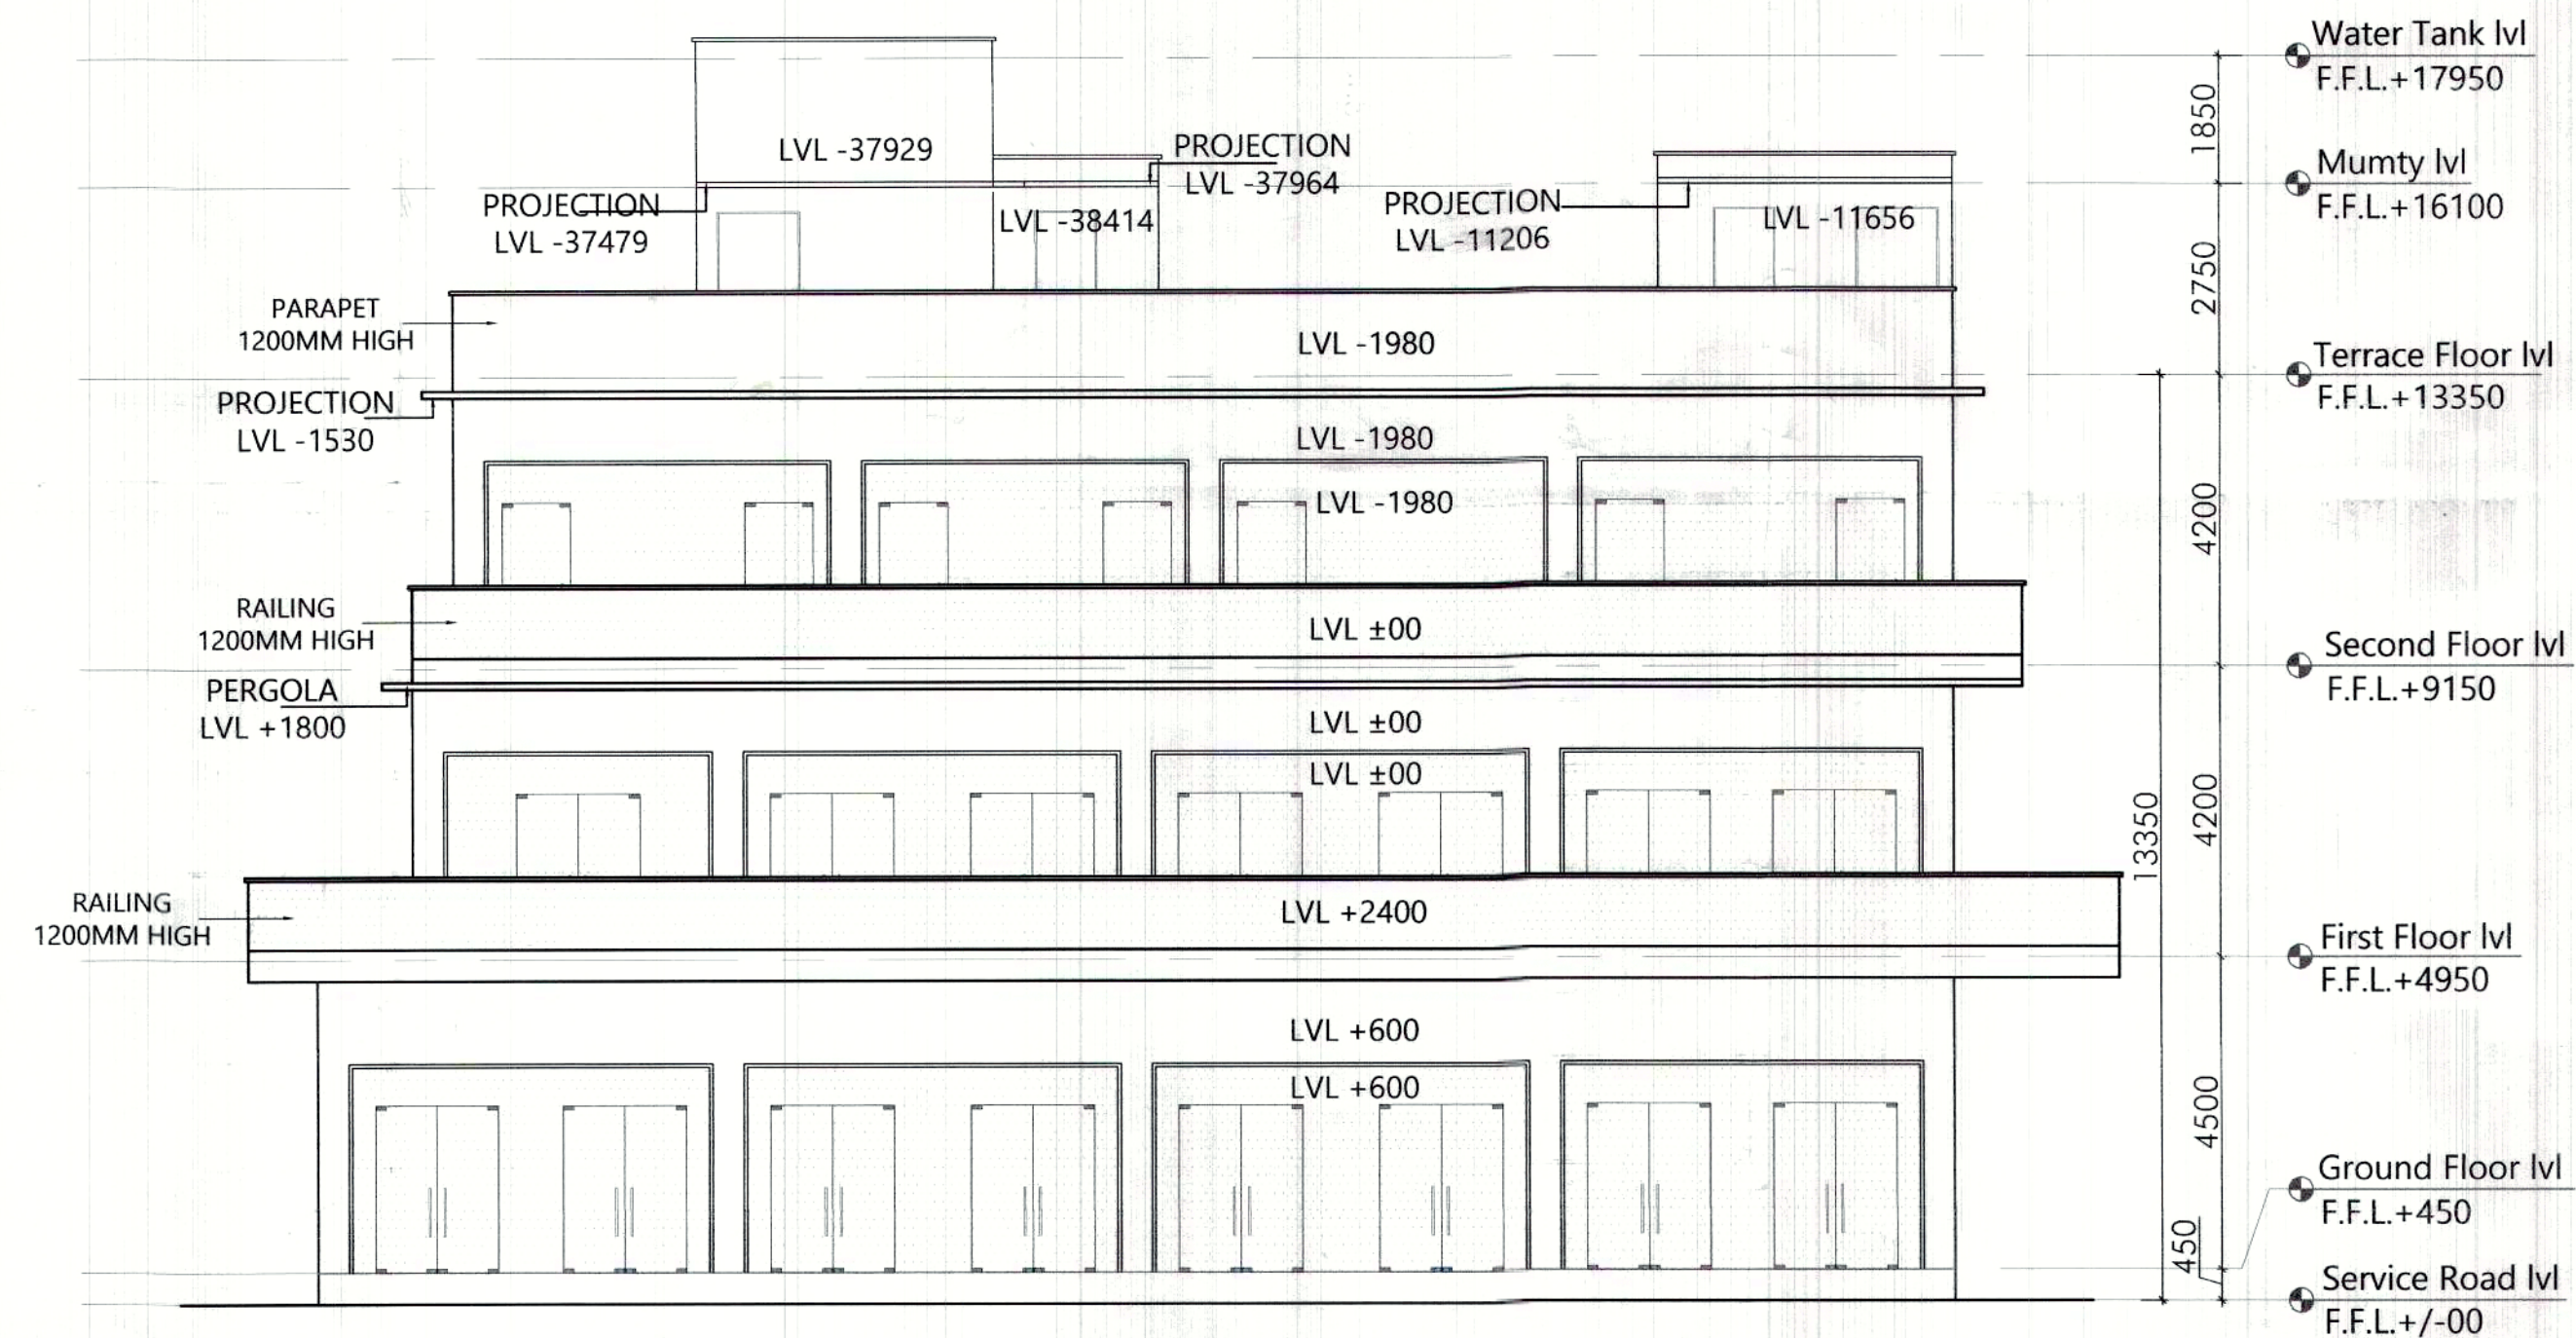 Water Tank lvl
F.F.L.+17950
1850
LVL -37929
PROJECTION
LVL -37964
Mumty lvl
F.F.L.+16100
PROJECTION
LVL -37479
LVL -38414
PROJECTION
LVL -11206
LVL -11656
2750
PARAPET
1200MM HIGH
LVL -1980
Terrace Floor lvl
F.F.L.+13350
PROJECTION
LVL -1530
LVL -1980
LVL -1980
4200
RAILING
1200MM HIGH
LVL ±00
Second Floor lvl
F.F.L.+9150
PERGOLA
LVL +1800
LVL ±00
LVL ±00
13350
4200
RAILING
1200MM HIGH
LVL +2400
First Floor lvl
F.F.L.+4950
LVL +600
LVL +600
4500
Ground Floor lvl
F.F.L.+450
450
Service Road lvl
F.F.L.+/-00